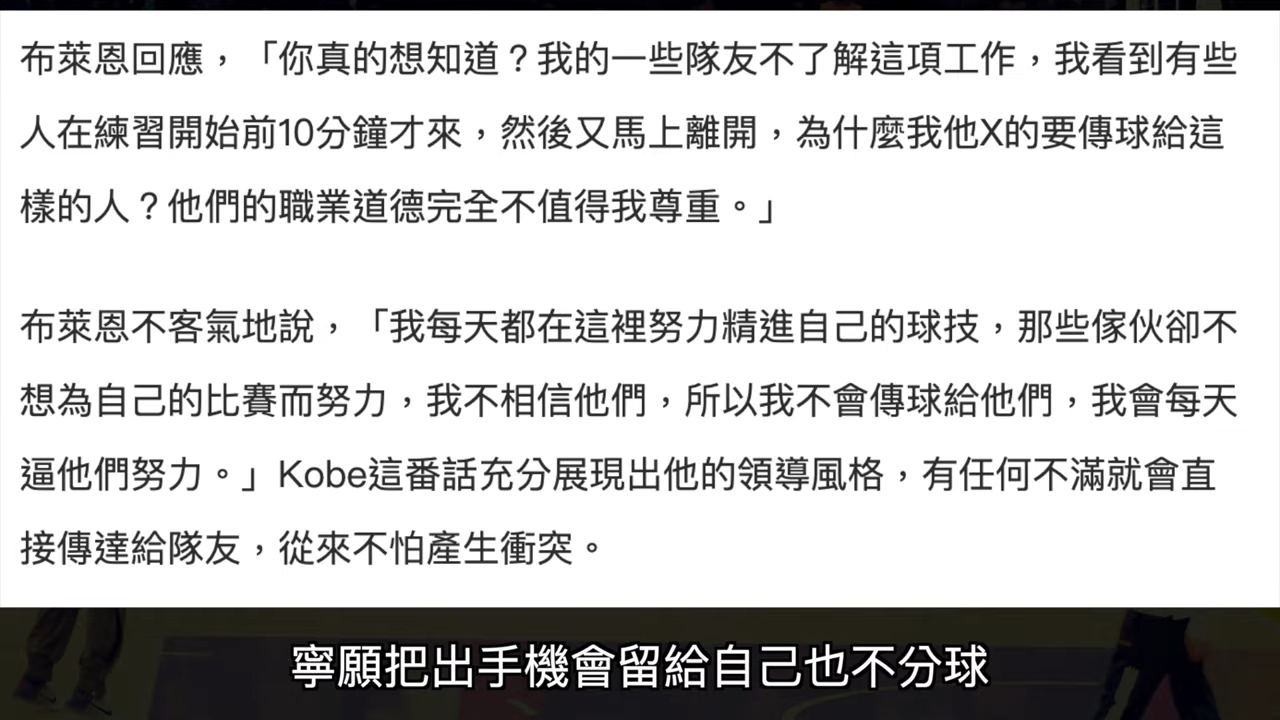 布萊恩回應，「你真的想知道？我的一些隊友不了解這項工作，我看到有些
人在練習開始前10分鐘才來，然後又馬上離開，為什麼我他X的要傳球給這
樣的人？他們的職業道德完全不值得我尊重。」
布萊恩不客氣地說，「我每天都在這裡努力精進自己的球技，那些傢伙卻不
想為自己的比賽而努力，我不相信他們，所以我不會傳球給他們，我會每天
逼他們努力。」Kobe這番話充分展現出他的領導風格，有任何不滿就會直
接傳達給隊友，從來不怕產生衝突。
寧願把出手機會留給自己也不分球